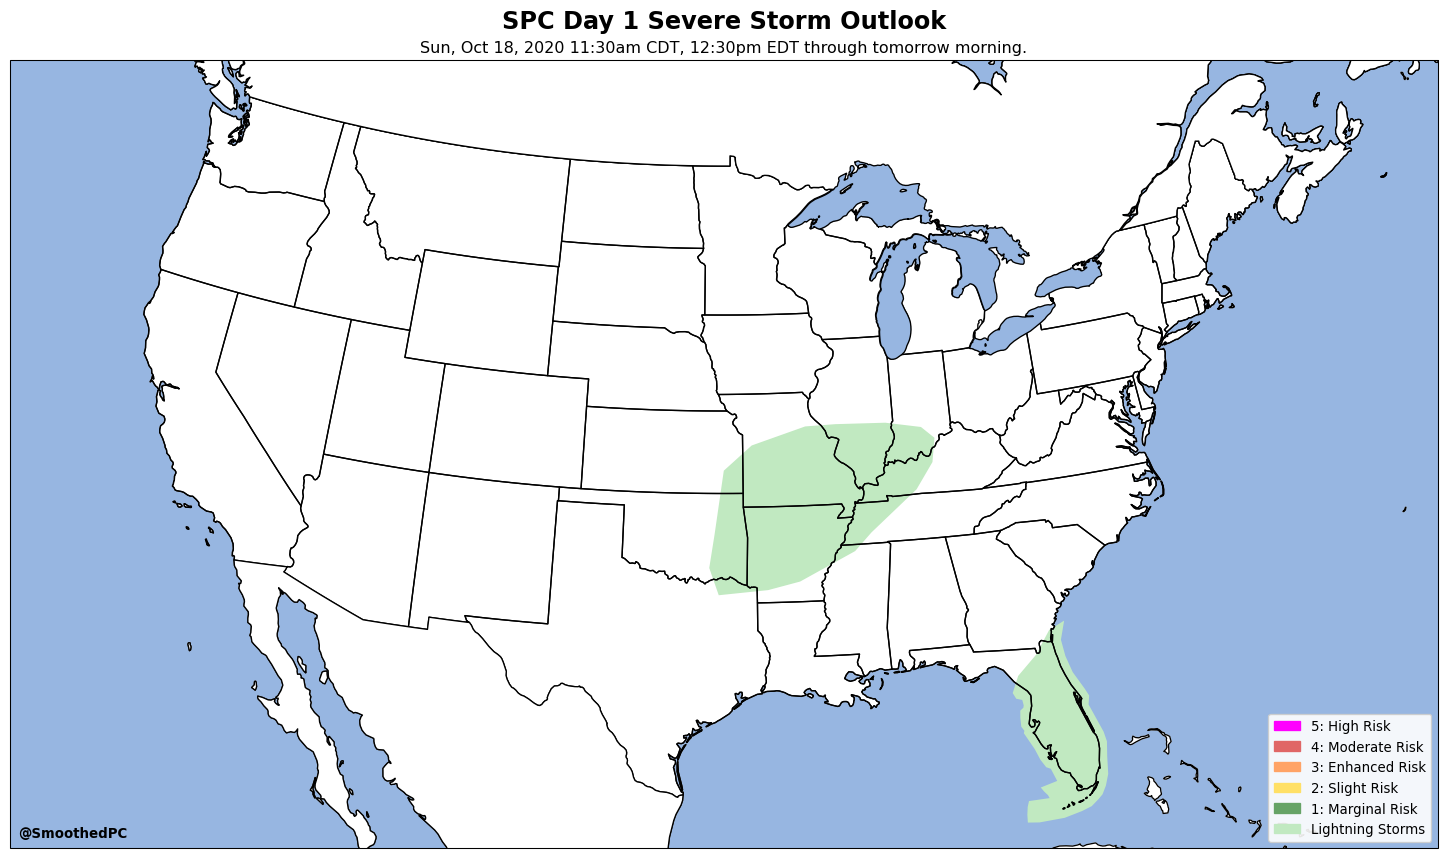 SPC Day 1 Severe Storm Outlook
Sun, Oct 18, 2020 11:30am CDT, 12:30pm EDT through tomorrow morning.
5: High Risk
4: Moderate Risk
3: Enhanced Risk
2: Slight Risk
1: Marginal Risk
Lightning Storms
@SmoothedPC